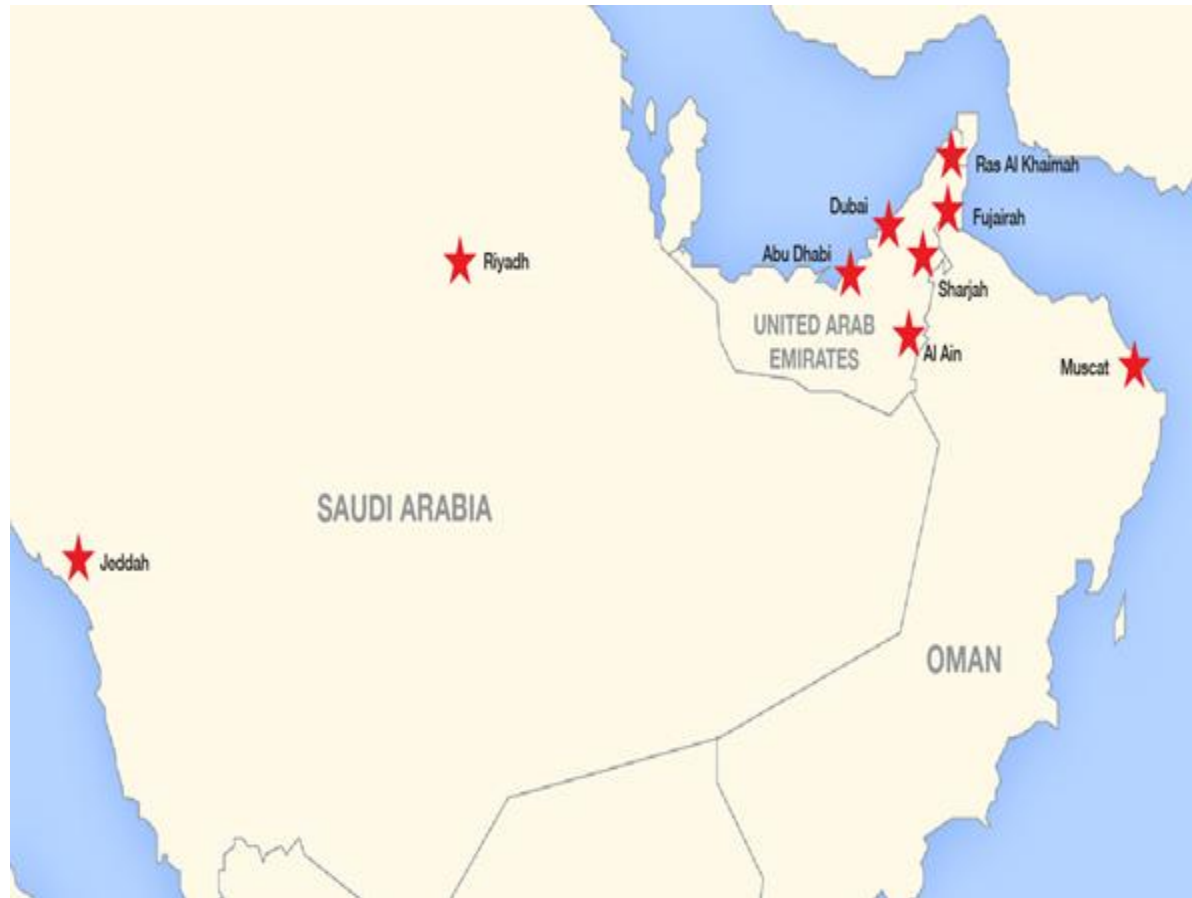 Ras Al Khaimah
Dubai
Fujairah
Abu Dhabi
Riyadh
Sharjah
UNITED ARAB
EMIRATES
Al Ain
Muscat
SAUDI ARABIA
Jeddah
OMAN